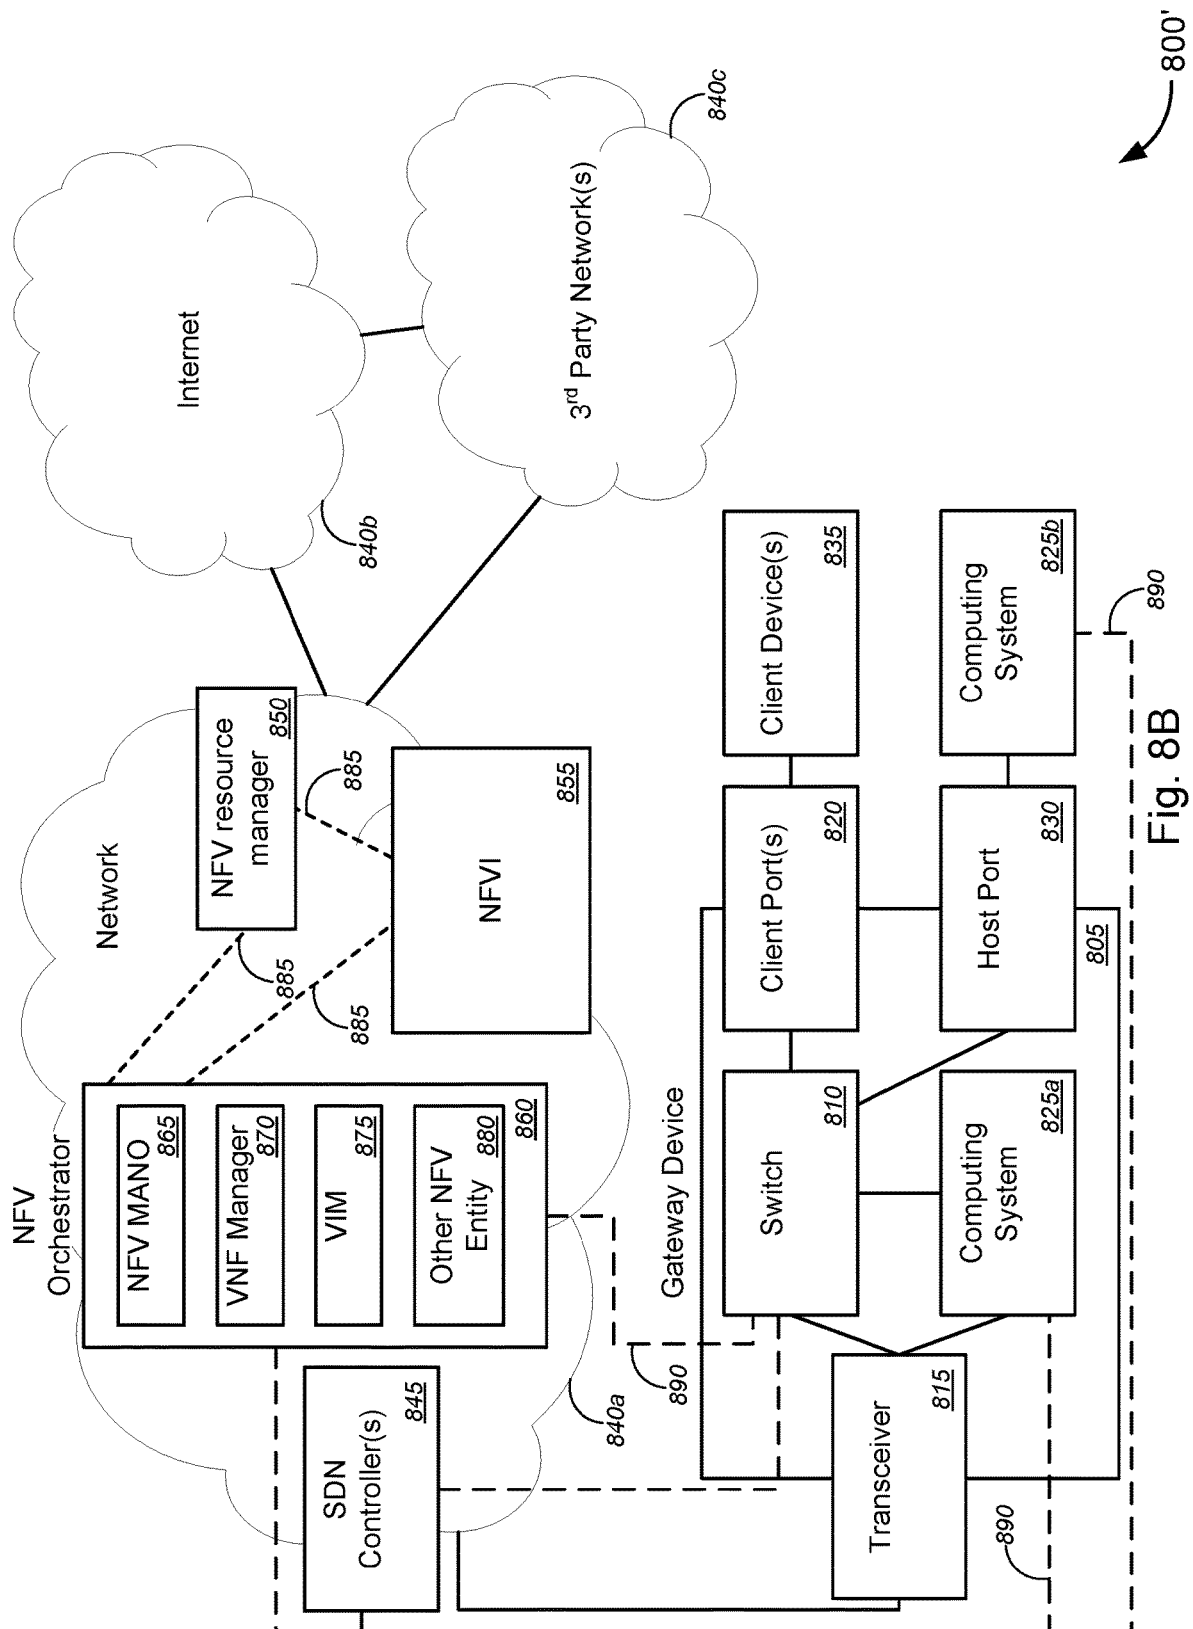 800'
NFV
Orchestrator
NFV MANO
865
VNF Manager
870
VIM
875
Other NFV
Entity
880
860
SDN
Controller(s)
845
Network
NFV resource
manager
850
885
885
885
NFVI
855
840a
Internet
840b
3rd Party Network(s)
840c
890
Gateway Device
Transceiver
815
Switch
810
Client Port(s)
820
Client Device(s)
835
Computing
System
825a
Host Port
830
Computing
System
825b
805
890
890
Fig. 8B